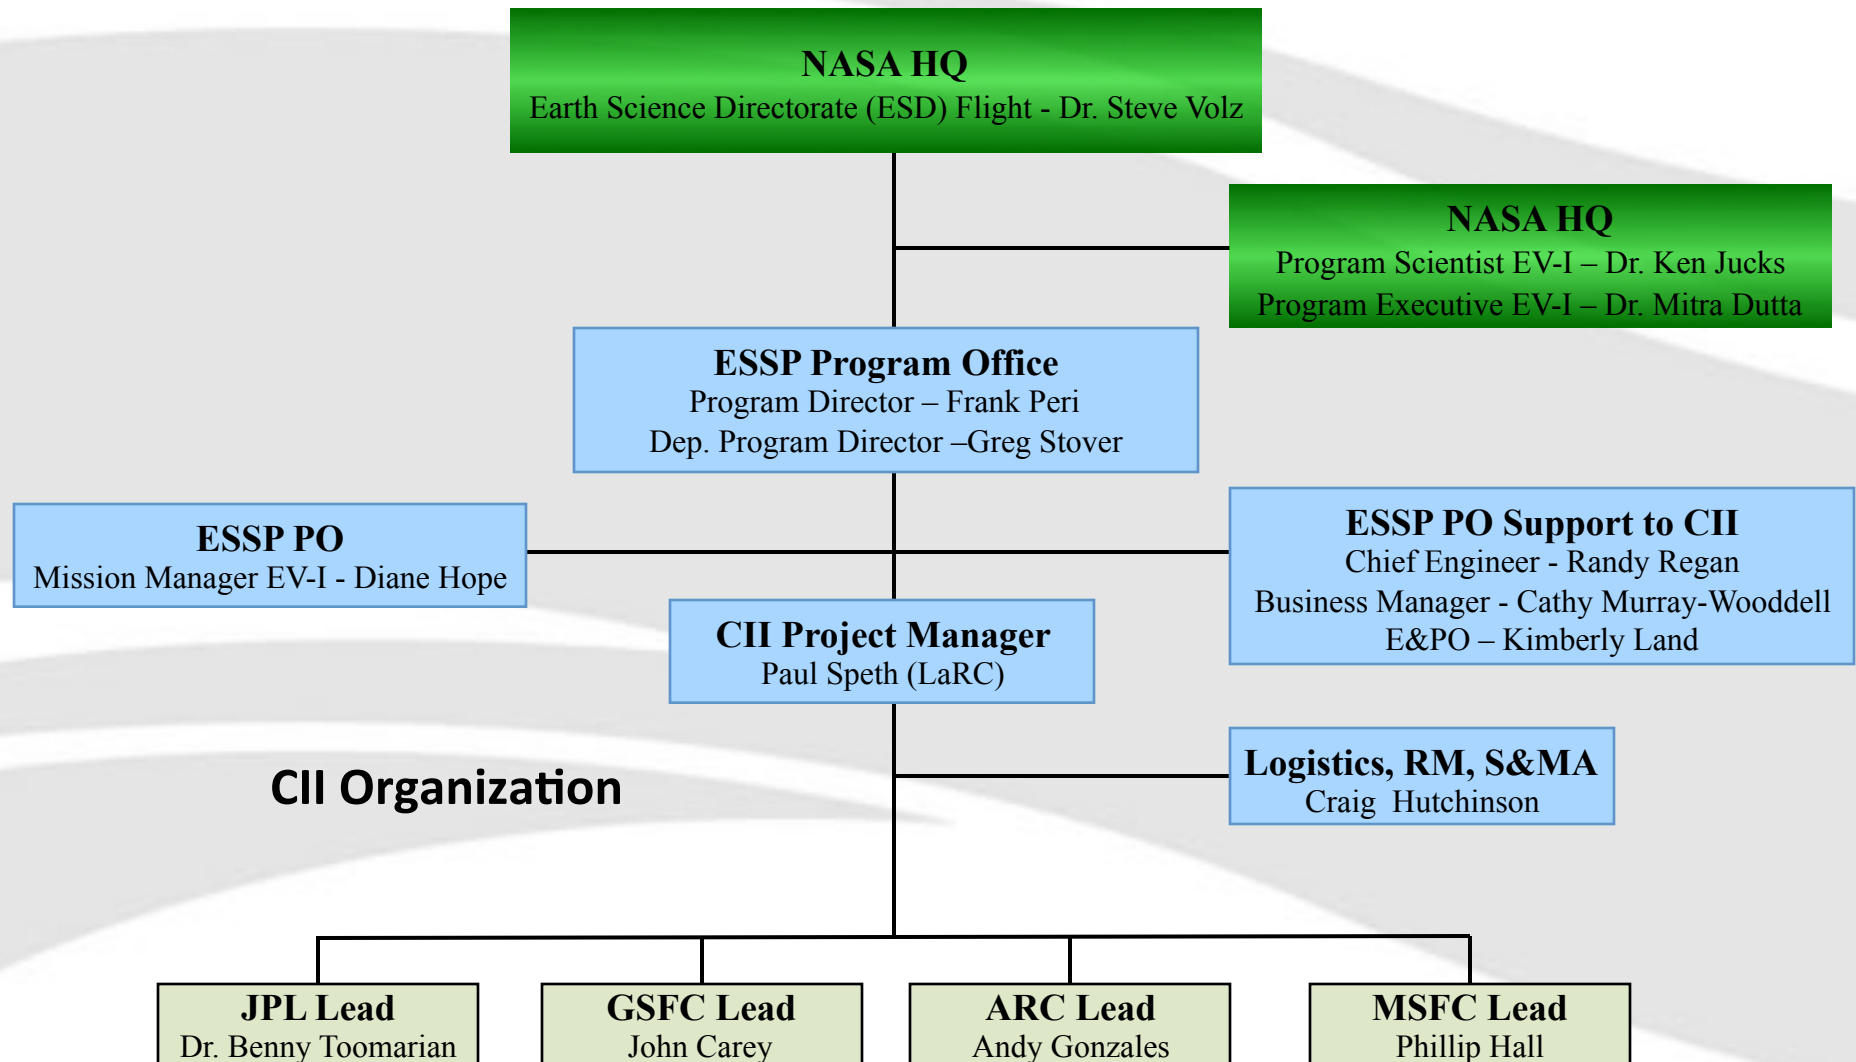 NASA HQ
Earth Science Directorate (ESD) Flight - Dr. Steve Volz
NASA HQ
Program Scientist EV-I – Dr. Ken Jucks
Program Executive EV-I – Dr. Mitra Dutta
ESSP Program Office
Program Director – Frank Peri
Dep. Program Director –Greg Stover
ESSP PO
Mission Manager EV-I - Diane Hope
ESSP PO Support to CII
Chief Engineer - Randy Regan
Business Manager - Cathy Murray-Wooddell
E&PO – Kimberly Land
CII Project Manager
Paul Speth (LaRC)
Logistics, RM, S&MA
Craig  Hutchinson
CII Organization
JPL Lead
Dr. Benny Toomarian
GSFC Lead
John Carey
ARC Lead
Andy Gonzales
MSFC Lead
Phillip Hall